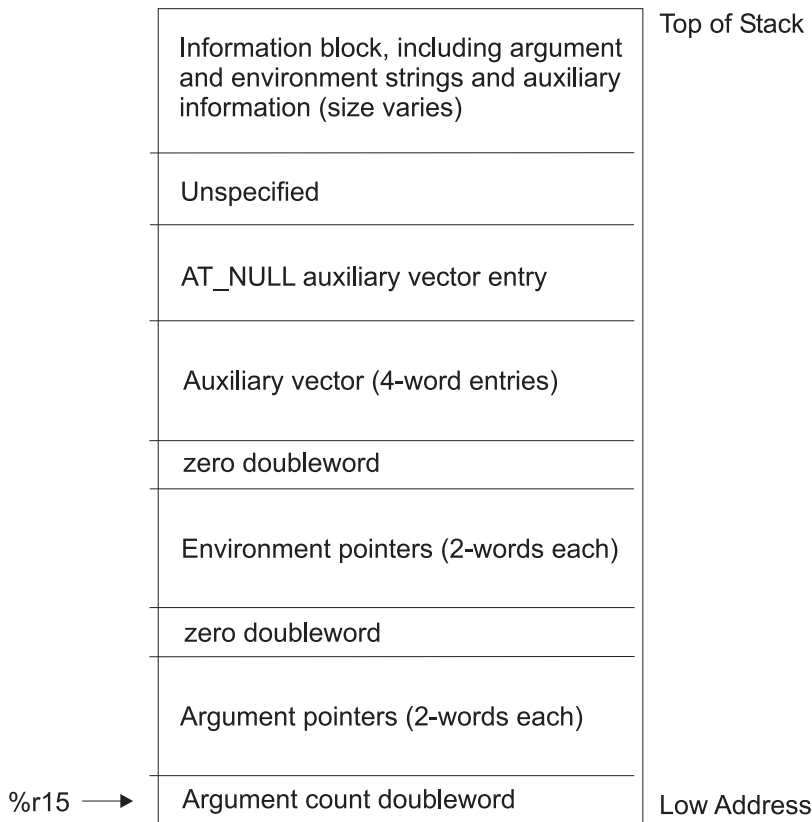 Top of Stack
Information block, including argument
and environment strings and auxiliary
information (size varies)
Unspecified
AT_NULL auxiliary vector entry
Auxiliary vector (4-word entries)
zero doubleword
Environment pointers (2-words each)
zero doubleword
Argument pointers (2-words each)
%r15
Argument count doubleword
Low Address